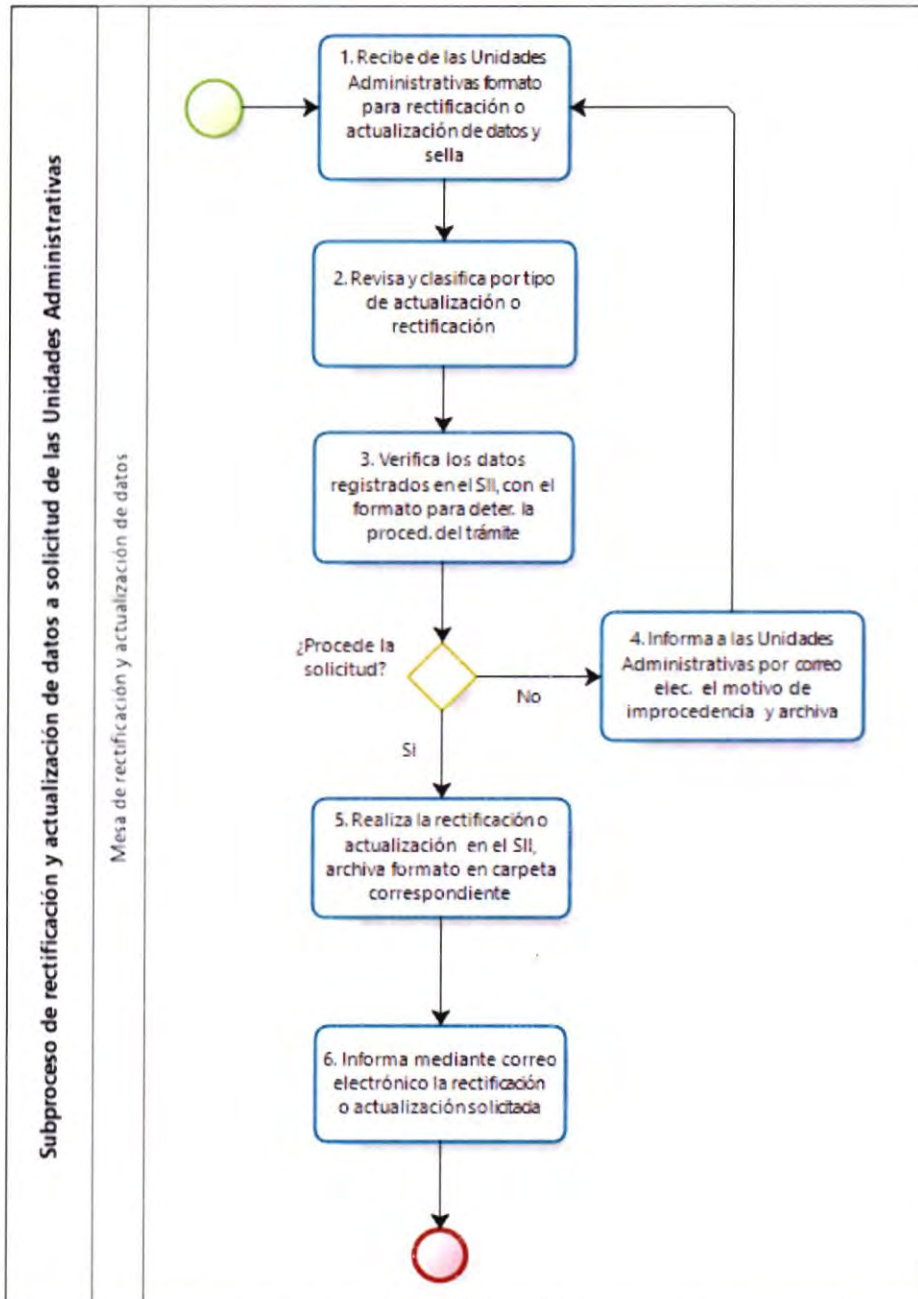 Subproceso de rectificación y actualización de datos a solicitud de las Unidades Administrativas
Mesa de rectificación y actualización de datos
1. Recibe de las Unidades
Administrativas formato
para rectificación o
actualización de datos y
sella
2. Revisa y clasifica por tipo
de actualización o
rectificación
3. Verifica los datos
registrados en el SII, con el
formato para deter. la
proced. del trámite
¿Procede la
solicitud?
No
4. Informa a las Unidades
Administrativas por correo
elec. el motivo de
improcedencia y archiva
Si
5. Realiza la rectificación o
actualización en el SII,
archiva formato en carpeta
correspondiente
6. Informa mediante correo
electrónico la rectificación
o actualización solicitada